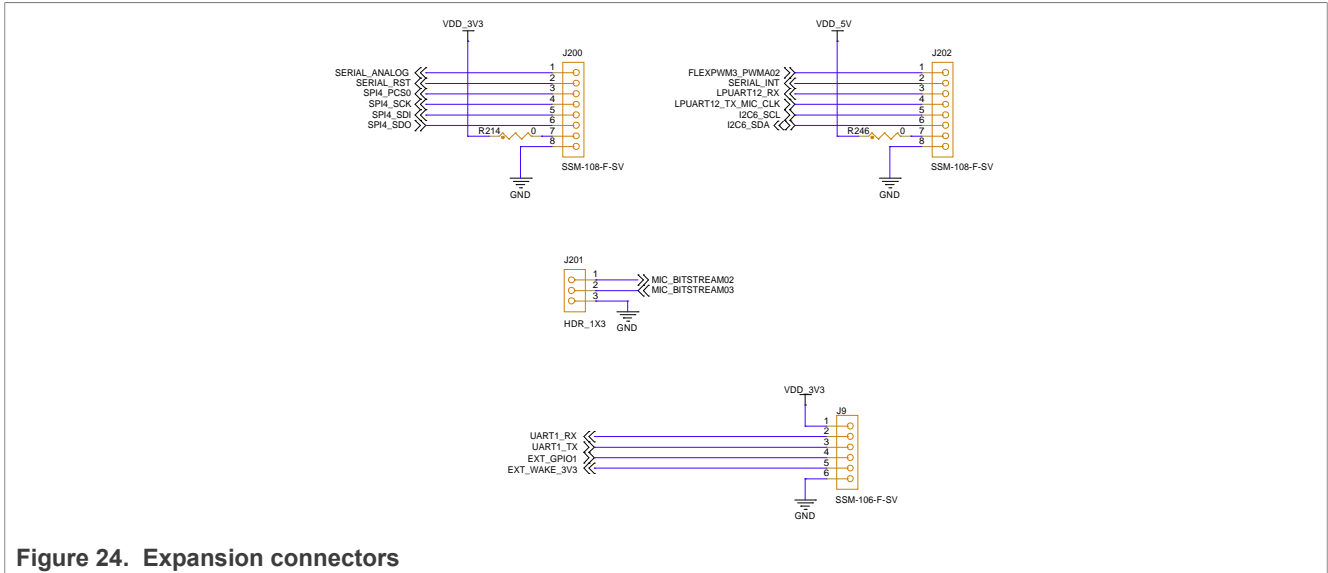 VDD_3V3
J200
SERIAL_ANALOG 1
SERIAL_RST 2
SPI4_PCS0 3
SPI4_SCK 4
SPI4_SDI 5
SPI4_SDO 6
R214 0 7
8
SSM-108-F-SV
GND
VDD_5V
J202
FLEXPWM3_PWMA02 1
SERIAL_INT 2
LPUART12_RX 3
LPUART12_TX_MIC_CLK 4
I2C6_SCL 5
I2C6_SDA 6
R246 0 7
8
SSM-108-F-SV
GND
J201
1 MIC_BITSTREAM02
2 MIC_BITSTREAM03
3
HDR_1X3
GND
VDD_3V3
J9
1
UART1_RX 2
UART1_TX 3
EXT_GPIO1 4
EXT_WAKE_3V3 5
6
SSM-106-F-SV
GND
Figure 24. Expansion connectors